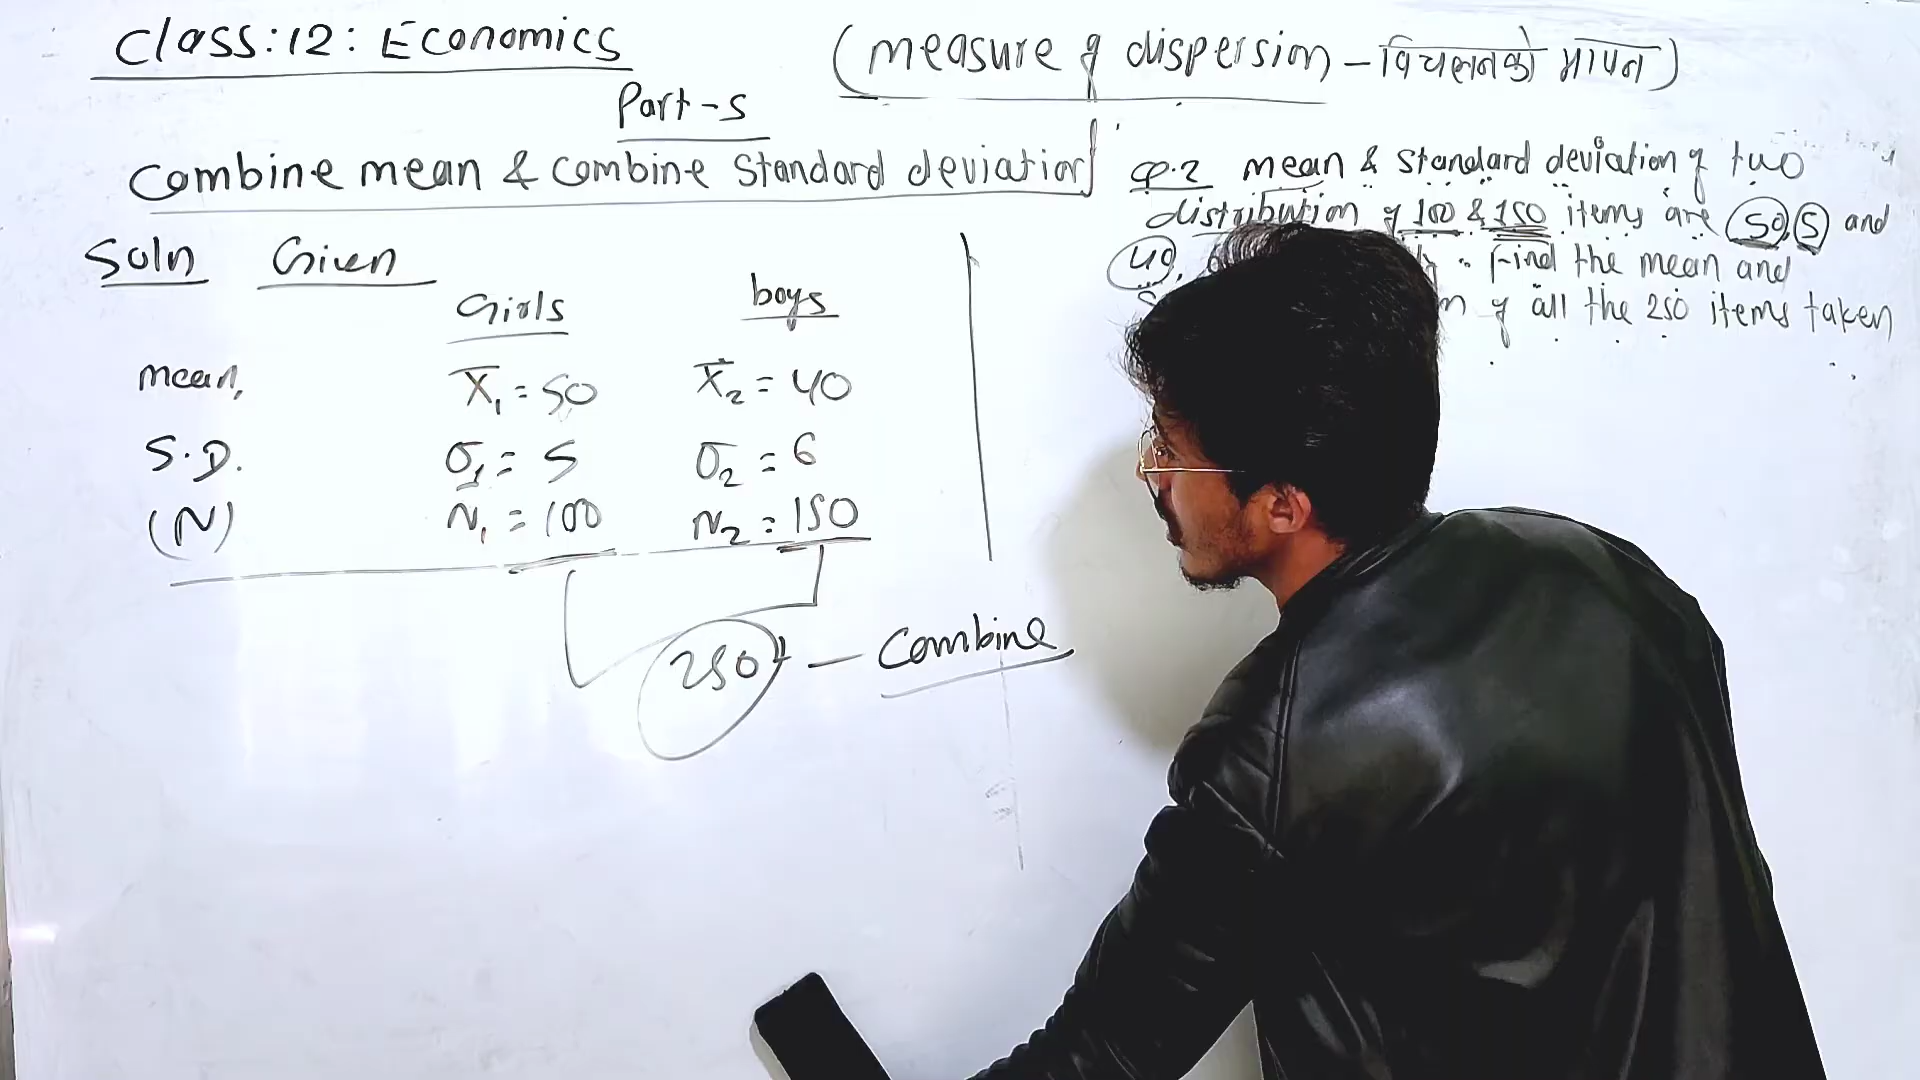 Class:12: Economics
(measure of dispersion – विचलनको मापन)
Part-5
Combine mean & Combine Standard deviation
Q.2 mean & Standard deviation of two
distribution of 100 & 150 items are 50, 5 and
40, Find the mean and
of all the 250 items taken
Soln Given
Girls boys
mean, X̅₁ = 50 X̅₂ = 40
S.D. σ₁ = 5 σ₂ = 6
(N) N₁ = 100 N₂ = 150
250 – Combine